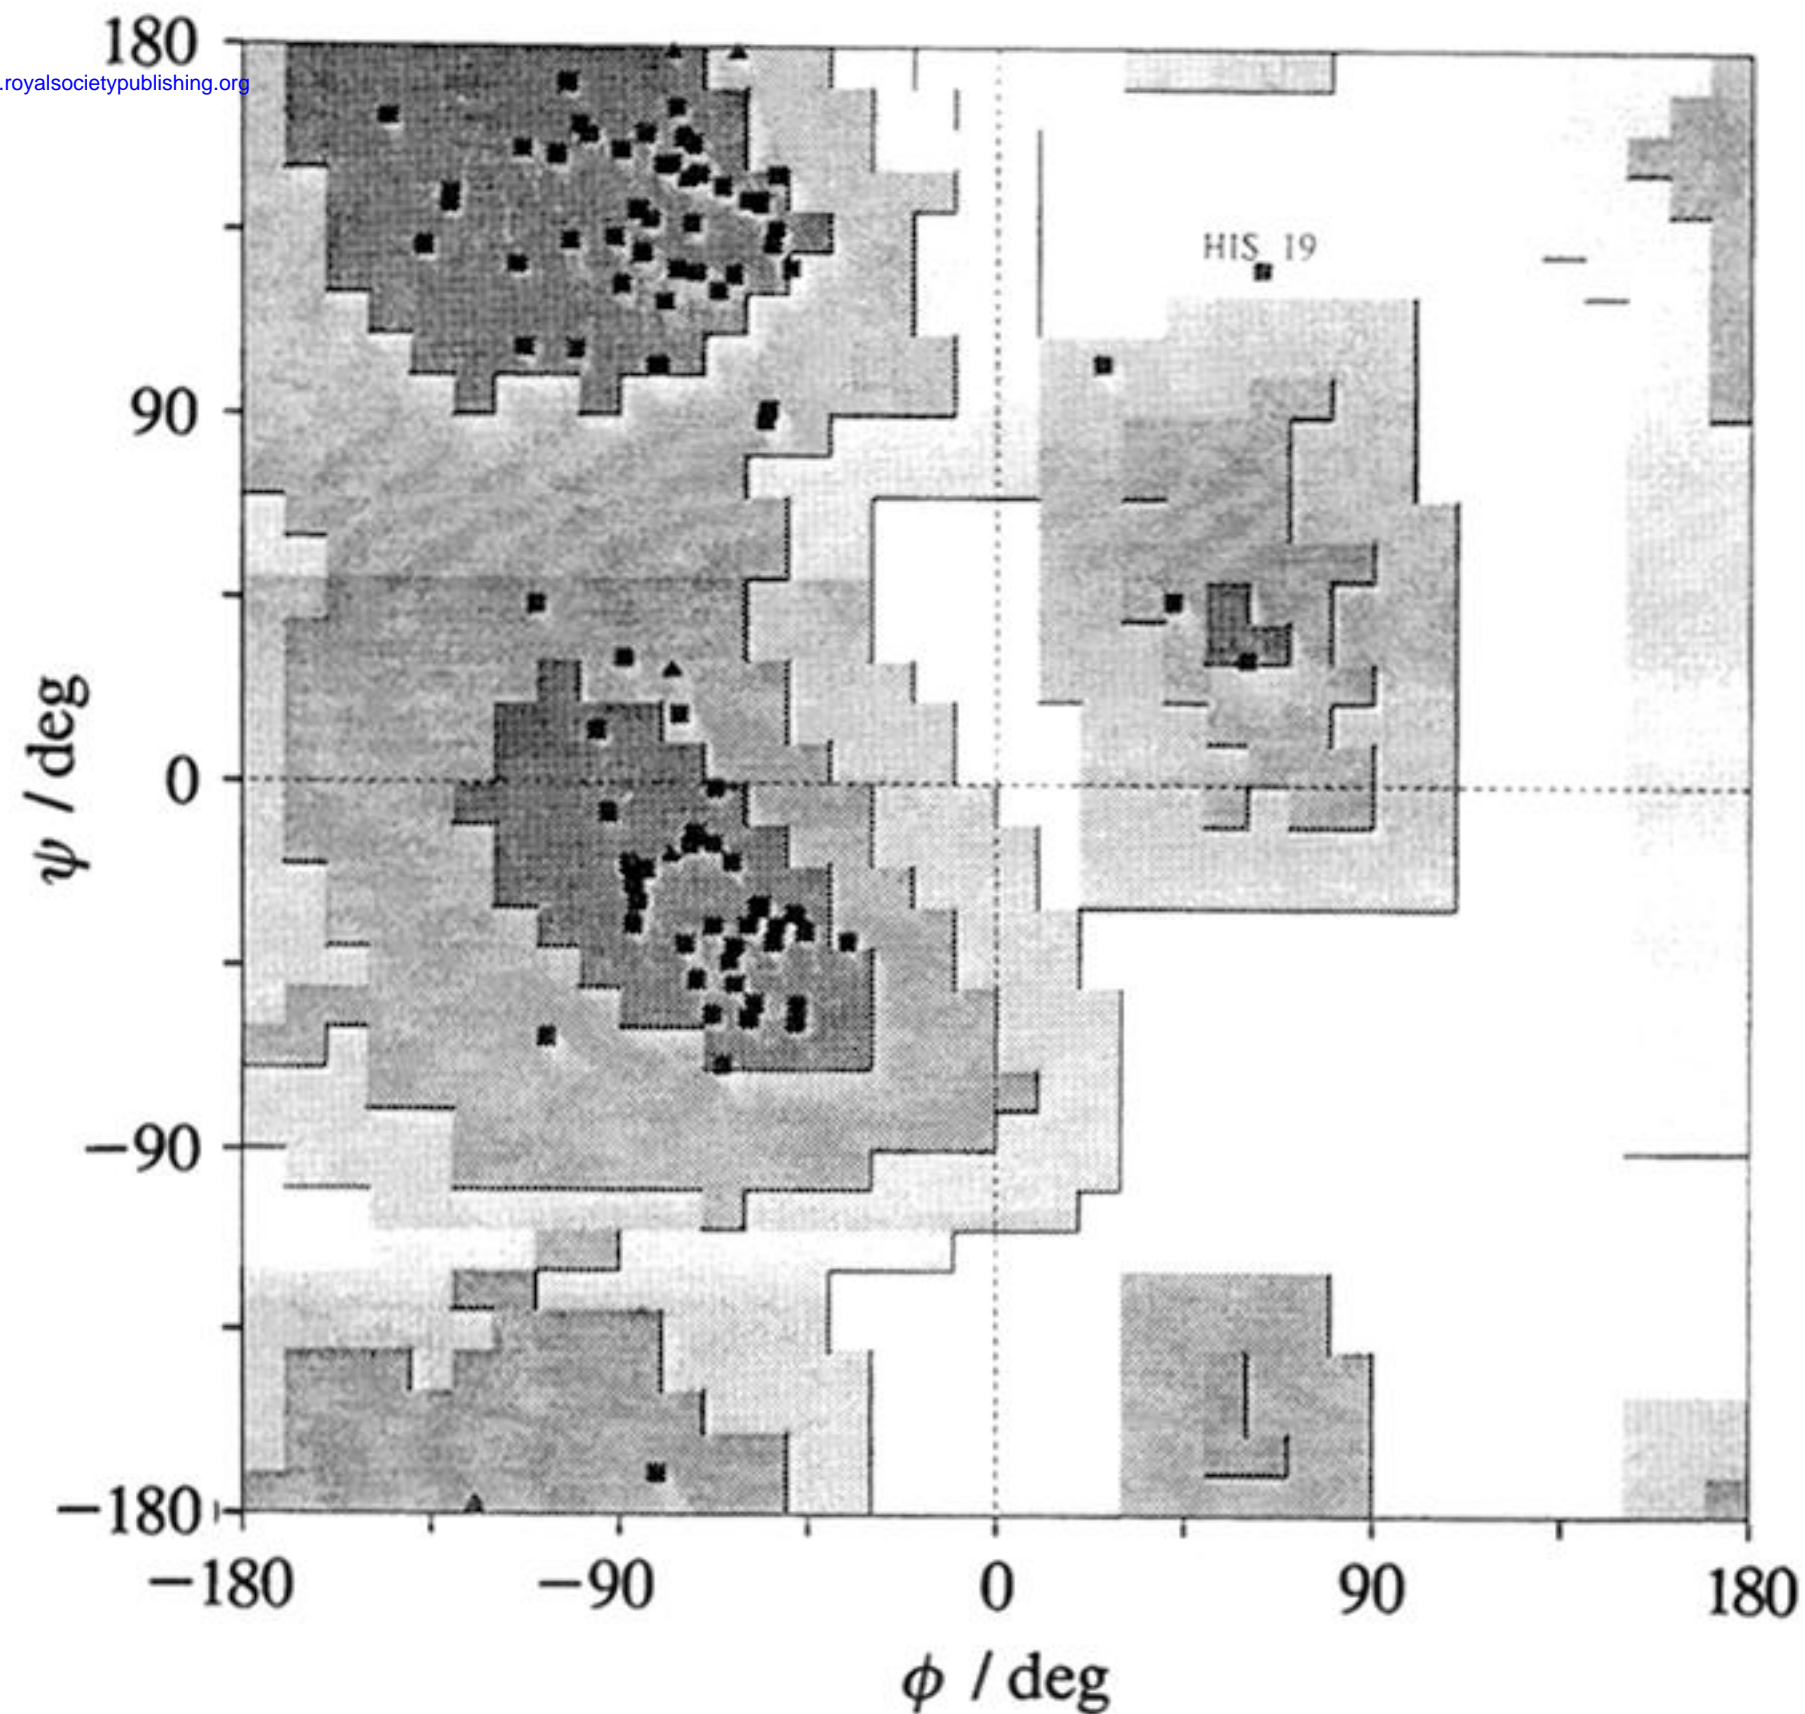 180
.royalsocietypublishing.org
HIS 19
90
ψ / deg
0
−90
−180
−180 −90 0 90 180
ϕ / deg